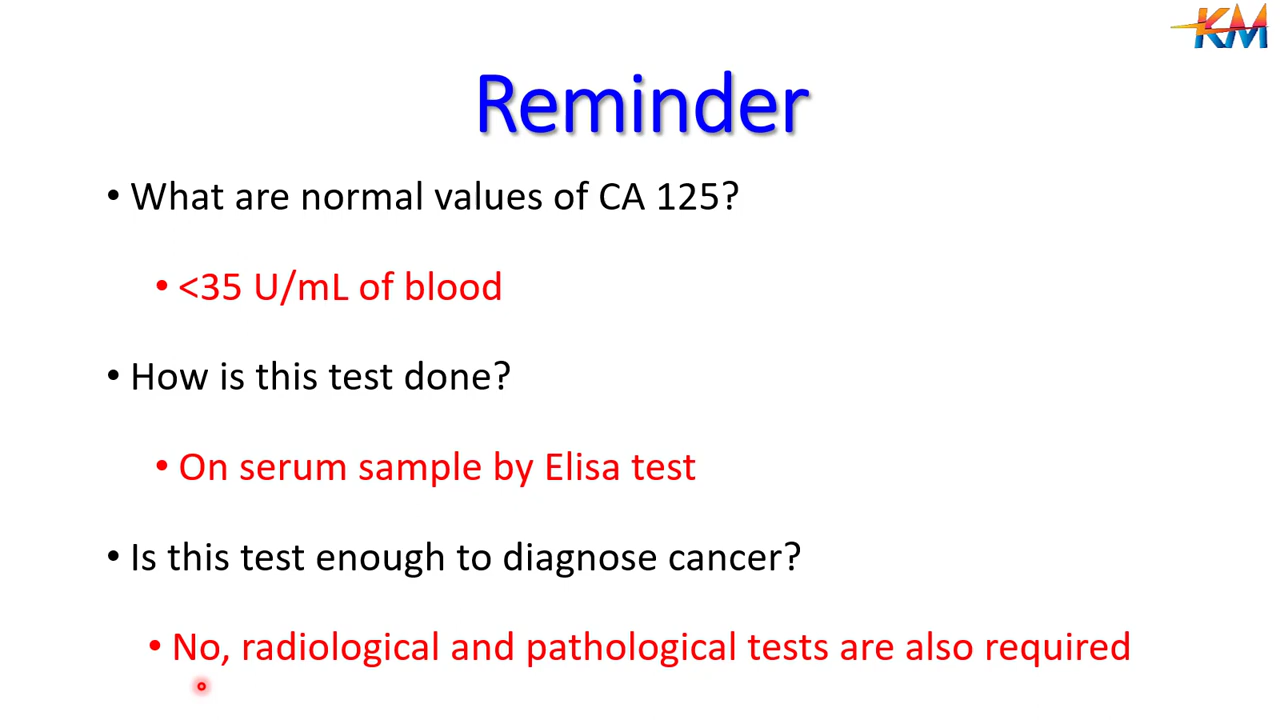 KM
Reminder
• What are normal values of CA 125?
• <35 U/mL of blood
• How is this test done?
• On serum sample by Elisa test
• Is this test enough to diagnose cancer?
• No, radiological and pathological tests are also required